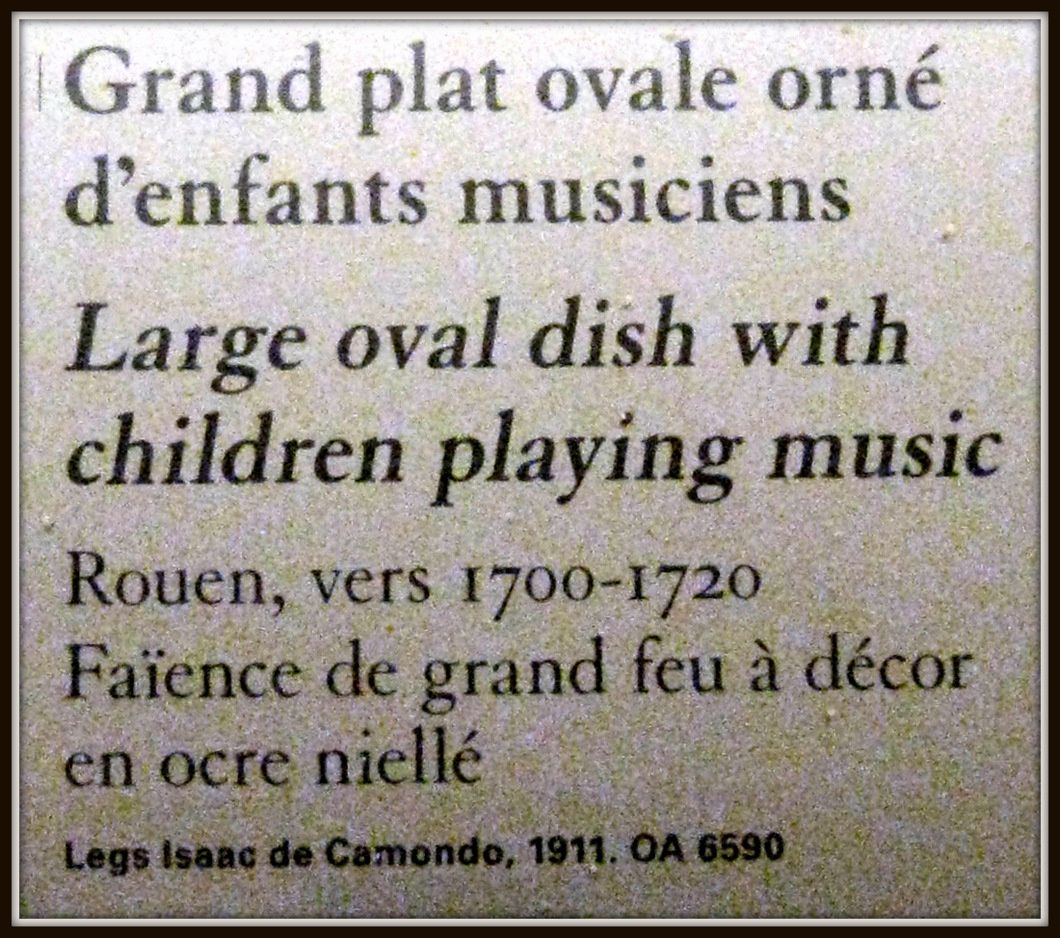 Grand plat ovale orné
d'enfants musiciens
Large oval dish with
children playing music
Rouen, vers 1700-1720
Faïence de grand feu à décor
en ocre niellé
Legs Isaac de Camondo, 1911. OA 6590